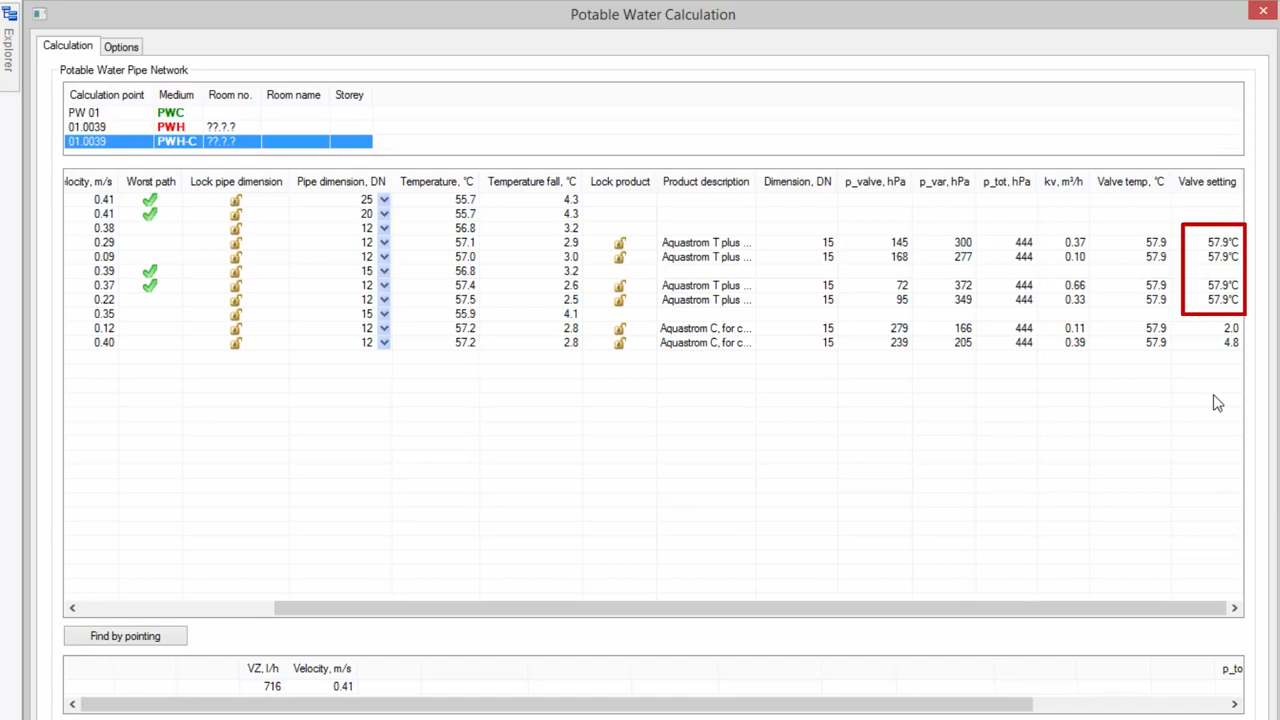 Potable Water Calculation
Explorer
Calculation Options
Potable Water Pipe Network
Calculation point Medium Room no. Room name Storey
PW 01 PWC
01.0039 PWH ??.?.?
01.0039 PWH-C ??.?.?
locity, m/s Worst path Lock pipe dimension Pipe dimension, DN Temperature, °C Temperature fall, °C Lock product Product description Dimension, DN p_valve, hPa p_var, hPa p_tot, hPa kv, m³/h Valve temp, °C Valve setting
0.41 25 55.7 4.3
0.41 20 55.7 4.3
0.38 12 56.8 3.2
0.29 12 57.1 2.9 Aquastrom T plus ... 15 145 300 444 0.37 57.9 57.9°C
0.09 12 57.0 3.0 Aquastrom T plus ... 15 168 277 444 0.10 57.9 57.9°C
0.39 15 56.8 3.2
0.37 12 57.4 2.6 Aquastrom T plus ... 15 72 372 444 0.66 57.9 57.9°C
0.22 12 57.5 2.5 Aquastrom T plus ... 15 95 349 444 0.33 57.9 57.9°C
0.35 15 55.9 4.1
0.12 12 57.2 2.8 Aquastrom C, for c... 15 279 166 444 0.11 57.9 2.0
0.40 12 57.2 2.8 Aquastrom C, for c... 15 239 205 444 0.39 57.9 4.8
Find by pointing
VZ, l/h Velocity, m/s p_to
716 0.41